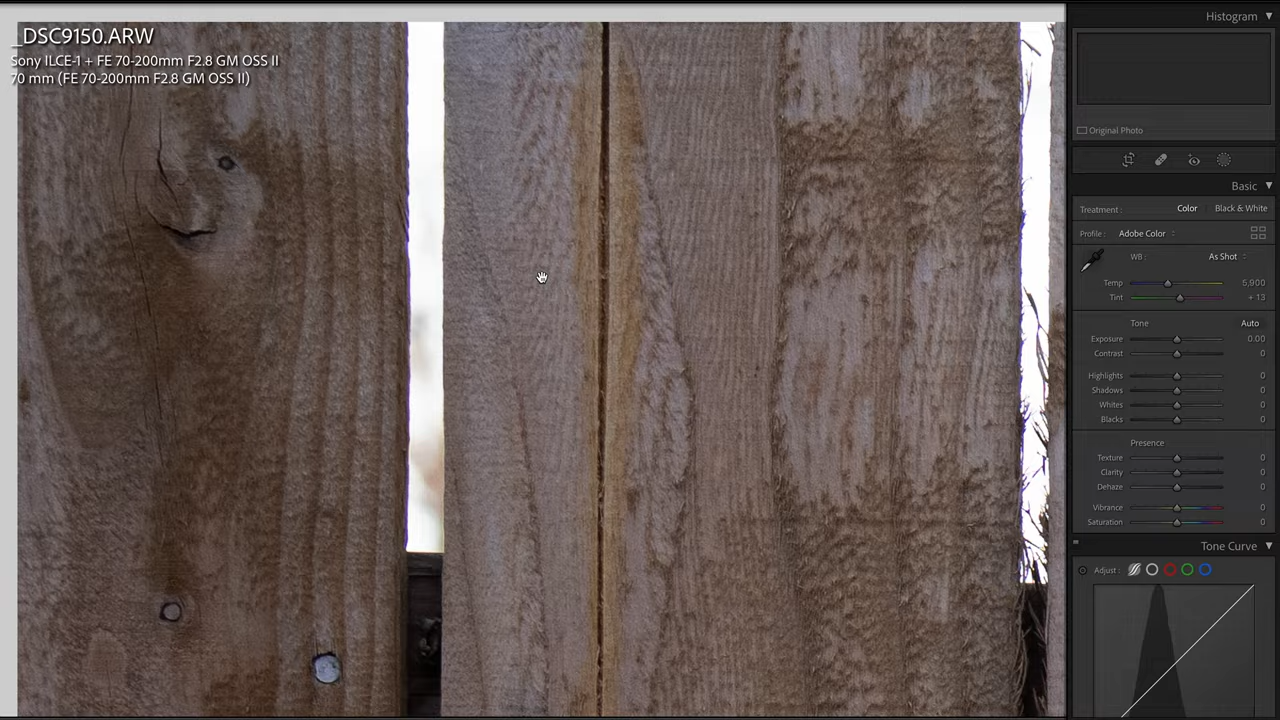 _DSC9150.ARW
Sony ILCE-1 + FE 70-200mm F2.8 GM OSS II
70 mm (FE 70-200mm F2.8 GM OSS II)
Histogram
Original Photo
Basic
Treatment : Color Black & White
Profile : Adobe Color
WB : As Shot
Temp 5,900
Tint + 13
Tone Auto
Exposure 0.00
Contrast 0
Highlights 0
Shadows 0
Whites 0
Blacks 0
Presence
Texture 0
Clarity 0
Dehaze 0
Vibrance 0
Saturation 0
Tone Curve
Adjust :